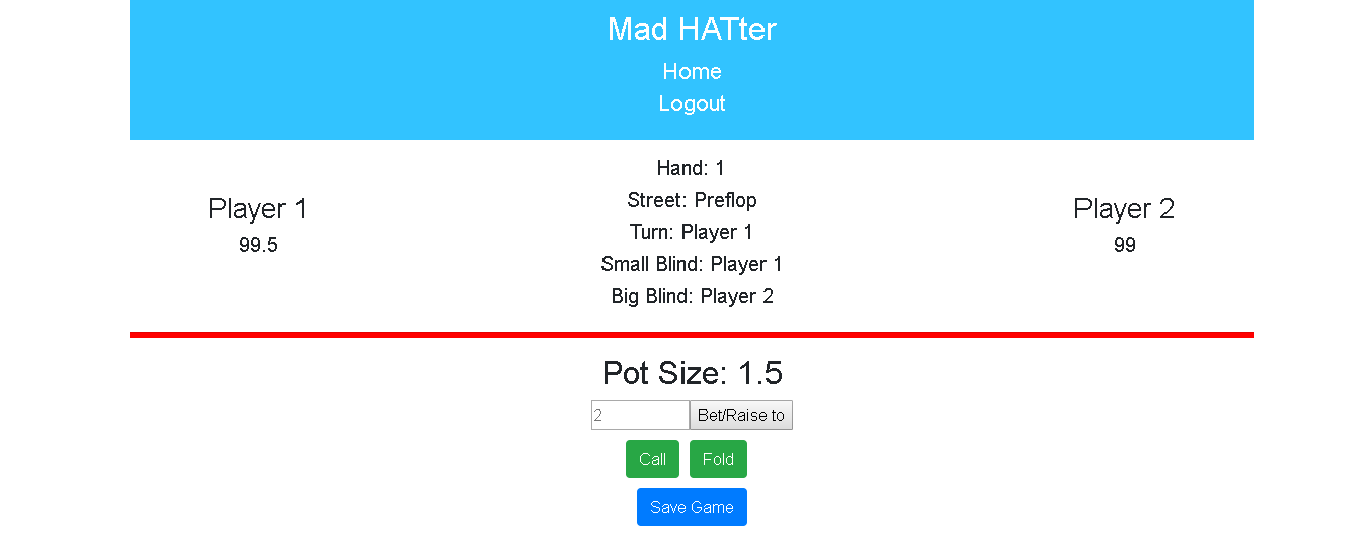 Mad HATter
Home
Logout
Player 1
99.5
Hand: 1
Street: Preflop
Turn: Player 1
Small Blind: Player 1
Big Blind: Player 2
Player 2
99
Pot Size: 1.5
2 Bet/Raise to
Call Fold
Save Game